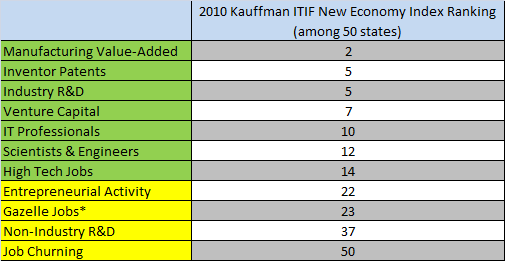 2010 Kauffman ITIF New Economy Index Ranking
(among 50 states)
Manufacturing Value-Added 2
Inventor Patents 5
Industry R&D 5
Venture Capital 7
IT Professionals 10
Scientists & Engineers 12
High Tech Jobs 14
Entrepreneurial Activity 22
Gazelle Jobs* 23
Non-Industry R&D 37
Job Churning 50